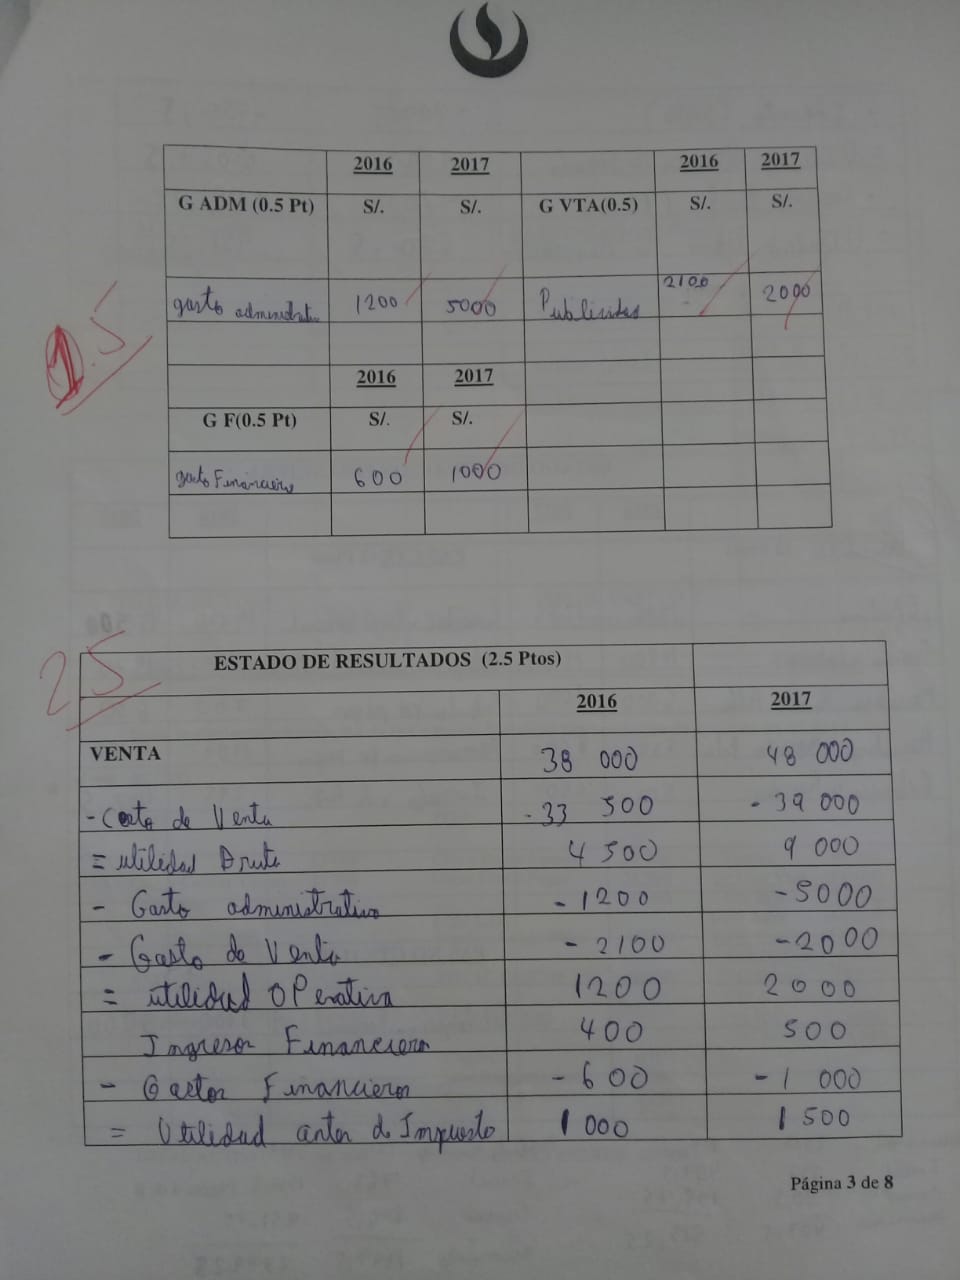 2016 2017 2016 2017
G ADM (0.5 Pt) S/. S/. G VTA(0.5) S/. S/.
gasto administrativo 1200 5000 Publicidad 2100 2000
1.5
2016 2017
G F(0.5 Pt) S/. S/.
gasto Financiero 600 1000
2.5
ESTADO DE RESULTADOS (2.5 Ptos)
2016 2017
VENTA 38 000 48 000
- Costo de Venta - 33 500 - 39 000
= utilidad Bruta 4 500 9 000
- Gasto administrativo - 1200 - 5000
- Gasto de Venta - 2100 - 2000
= utilidad OPerativa 1200 2000
Ingresos Financieros 400 500
- Gastos Financieros - 600 - 1 000
= Utilidad antes de Impuesto 1 000 1 500
Página 3 de 8